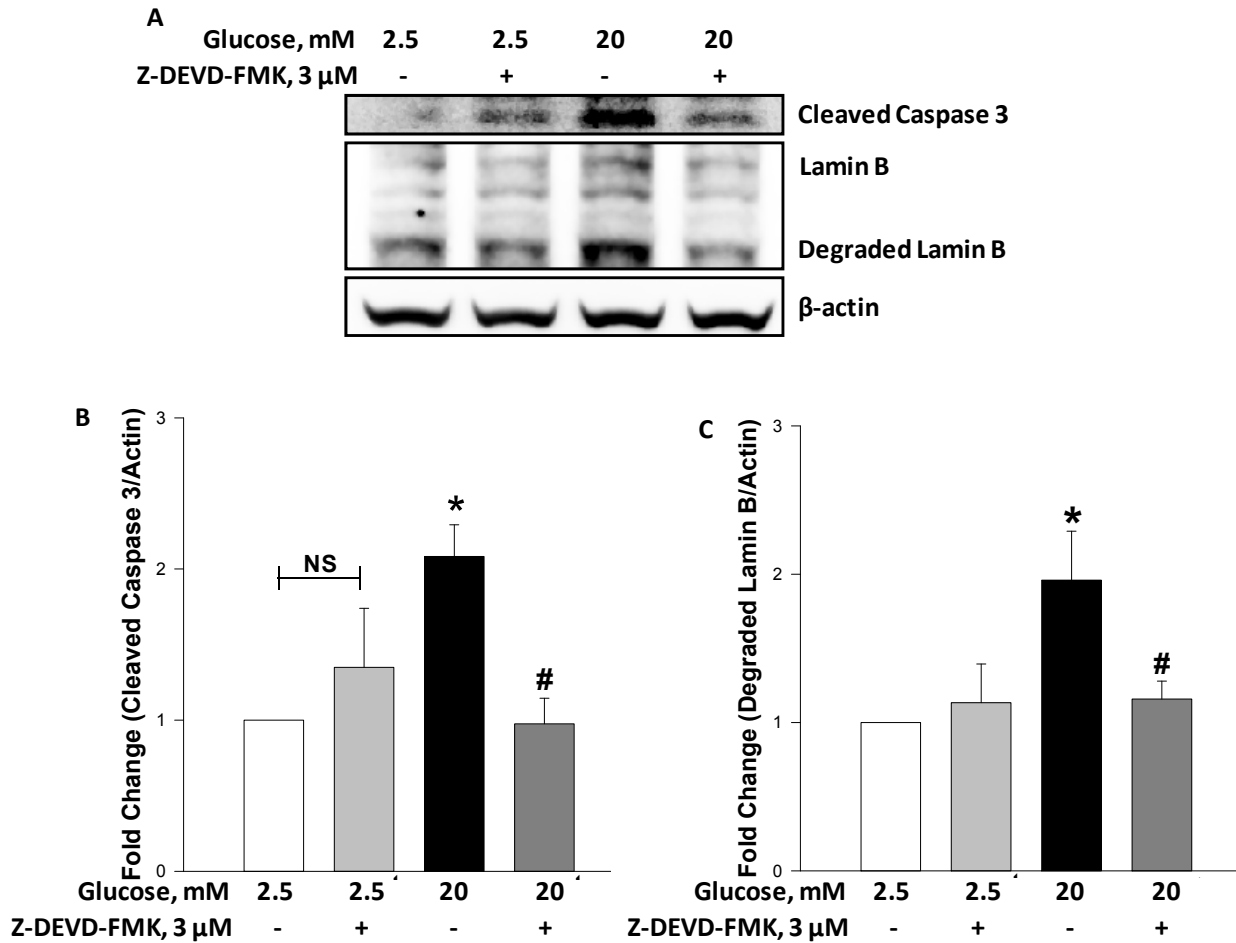 A
Glucose, mM 2.5 2.5 20 20
Z-DEVD-FMK, 3 µM - + - +
Cleaved Caspase 3
Lamin B
Degraded Lamin B
β-actin
B
Fold Change (Cleaved Caspase 3/Actin)
3
2
1
0
NS
*
#
Glucose, mM 2.5 2.5 20 20
Z-DEVD-FMK, 3 µM - + - +
C
Fold Change (Degraded Lamin B/Actin)
3
2
1
0
*
#
Glucose, mM 2.5 2.5 20 20
Z-DEVD-FMK, 3 µM - + - +